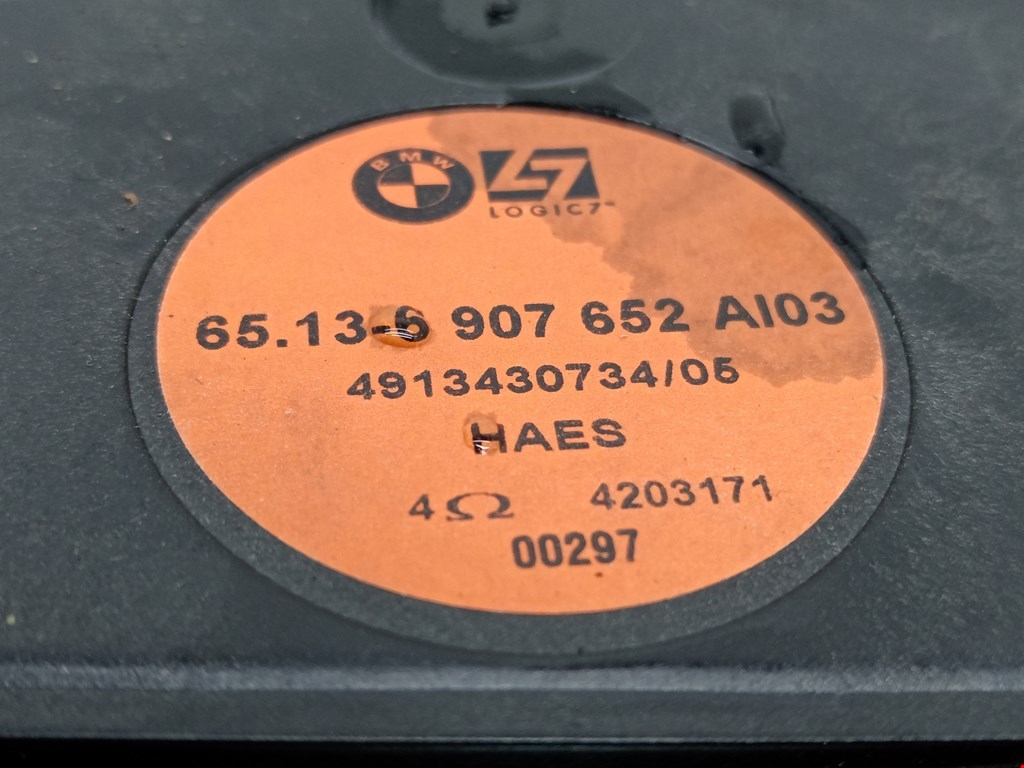 BMW
LOGIC7®
65.13-6 907 652 AI03
4913430734/05
HAES
4Ω 4203171
00297